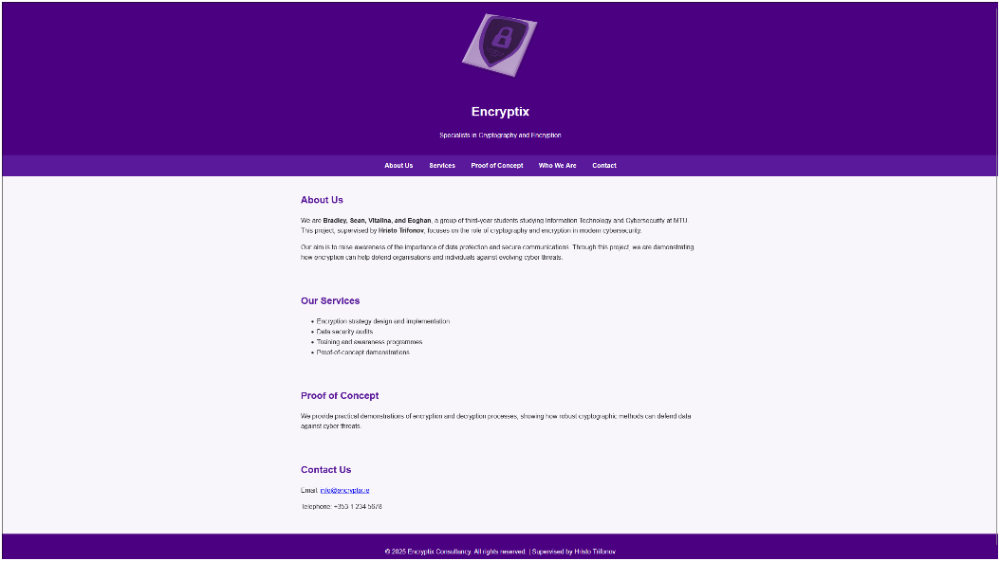 Encryptix
Specialists in Cryptography and Encryption
About Us Services Proof of Concept Who We Are Contact
About Us
We are Bradley, Sean, Vitalina, and Eoghan, a group of third-year students studying Information Technology and Cybersecurity at MTU.
This project, supervised by Hristo Trifonov, focuses on the role of cryptography and encryption in modern cybersecurity.
Our aim is to raise awareness of the importance of data protection and secure communications. Through this project, we are demonstrating
how encryption can help defend organisations and individuals against evolving cyber threats.
Our Services
• Encryption strategy design and implementation
• Data security audits
• Training and awareness programmes
• Proof-of-concept demonstrations
Proof of Concept
We provide practical demonstrations of encryption and decryption processes, showing how robust cryptographic methods can defend data
against cyber threats.
Contact Us
Email: info@encryptix.ie
Telephone: +353 1 234 5678
© 2025 Encryptix Consultancy. All rights reserved. | Supervised by Hristo Trifonov